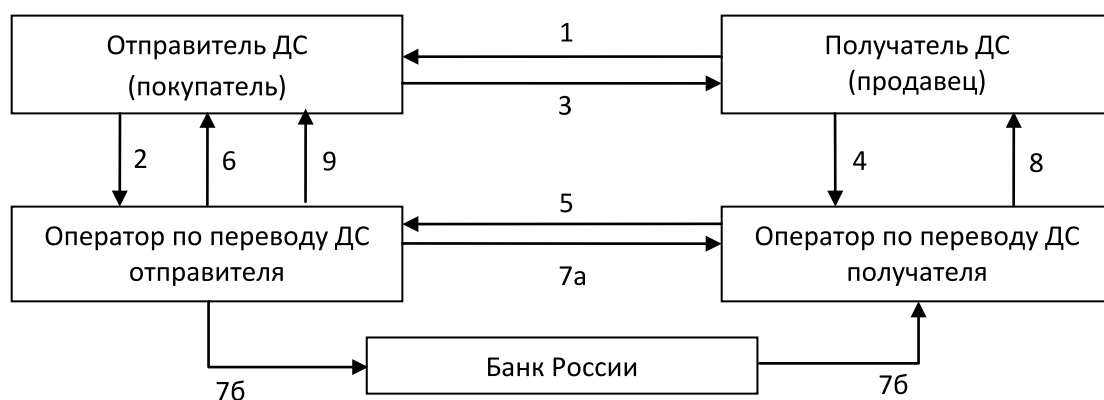 Отправитель ДС
(покупатель)
1
3
Получатель ДС
(продавец)
2
6
9
4
8
Оператор по переводу ДС
отправителя
5
7а
Оператор по переводу ДС
получателя
7б
Банк России
7б